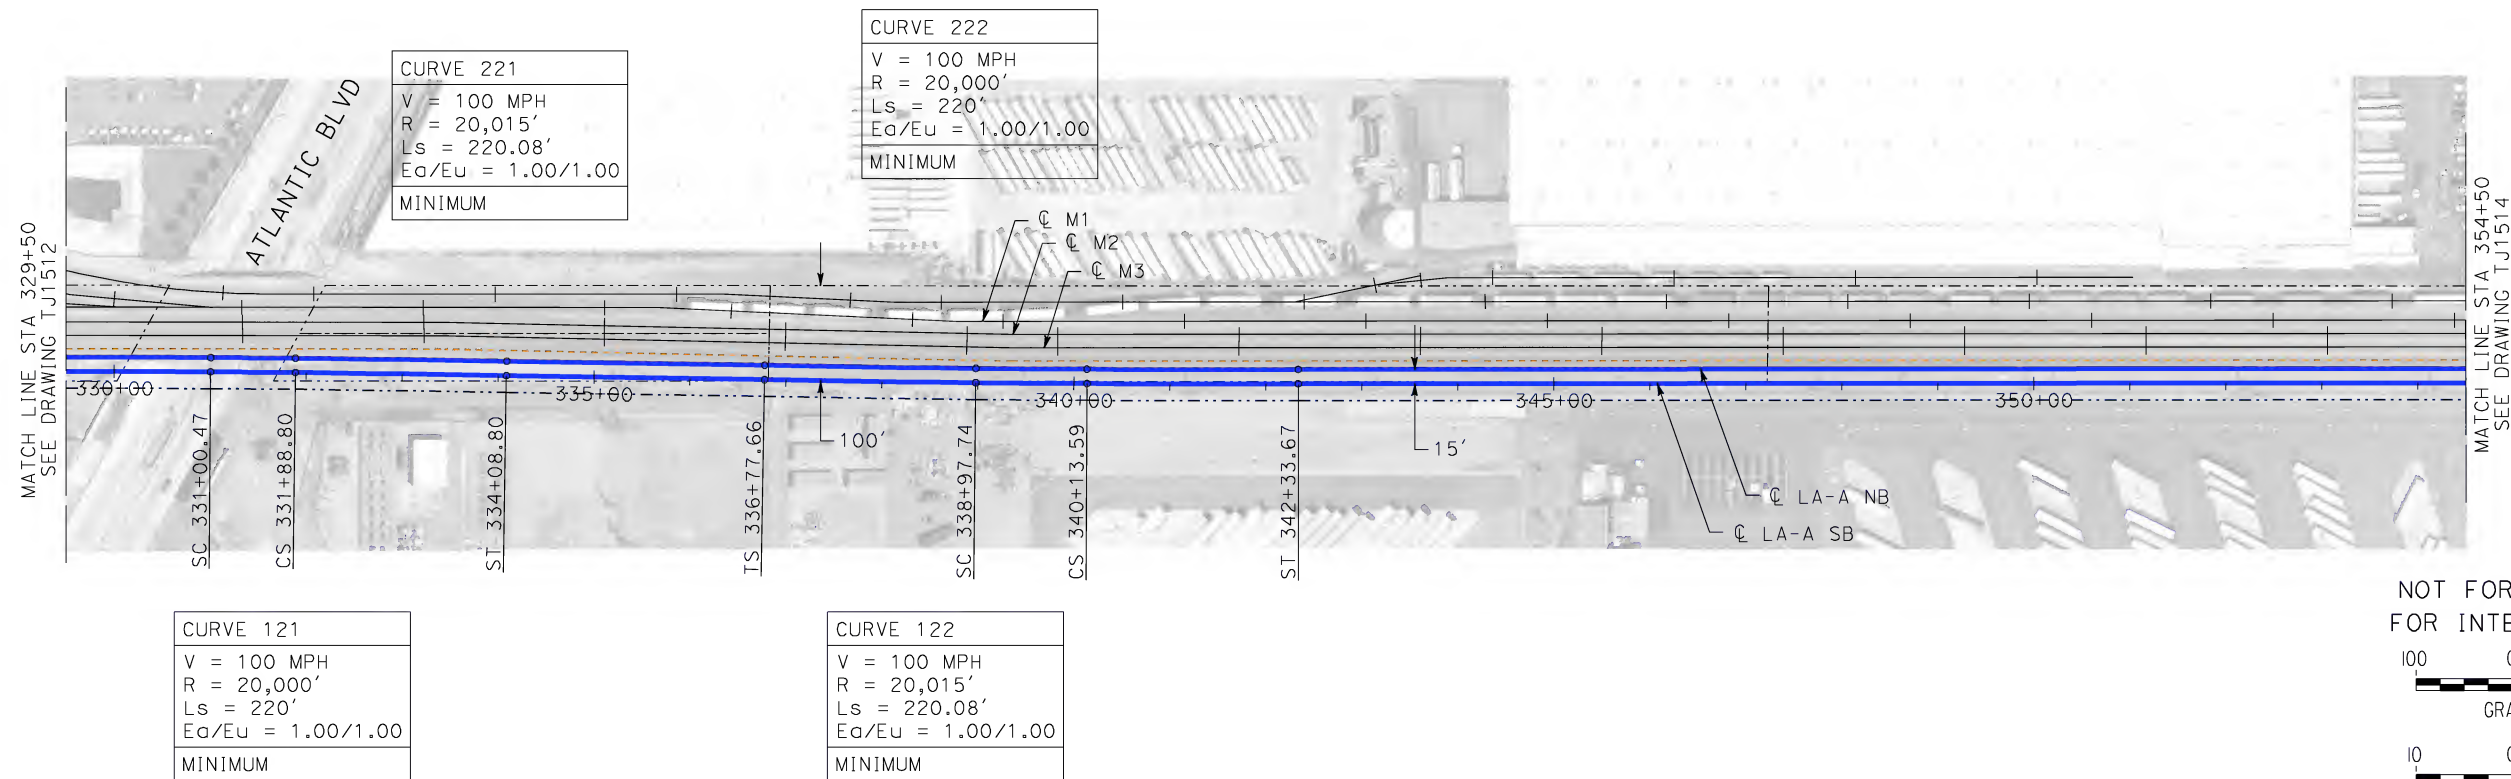 CURVE 222
V = 100 MPH
R = 20,000'
Ls = 220'
Ea/Eu = 1.00/1.00
MINIMUM
CURVE 221
V = 100 MPH
R = 20,015'
Ls = 220.08'
Ea/Eu = 1.00/1.00
MINIMUM
ATLANTIC BLVD
MATCH LINE STA 329+50
SEE DRAWING TJ1512
℄ M1
℄ M2
℄ M3
MATCH LINE STA 354+50
SEE DRAWING TJ1514
330+00
335+00
340+00
345+00
350+00
100'
15'
SC 331+00.47
CS 331+88.80
ST 334+08.80
TS 336+77.66
SC 338+97.74
CS 340+13.59
ST 342+33.67
℄ LA-A NB
℄ LA-A SB
CURVE 121
V = 100 MPH
R = 20,000'
Ls = 220'
Ea/Eu = 1.00/1.00
MINIMUM
CURVE 122
V = 100 MPH
R = 20,015'
Ls = 220.08'
Ea/Eu = 1.00/1.00
MINIMUM
NOT FOR
FOR INTE
100
GRA
10